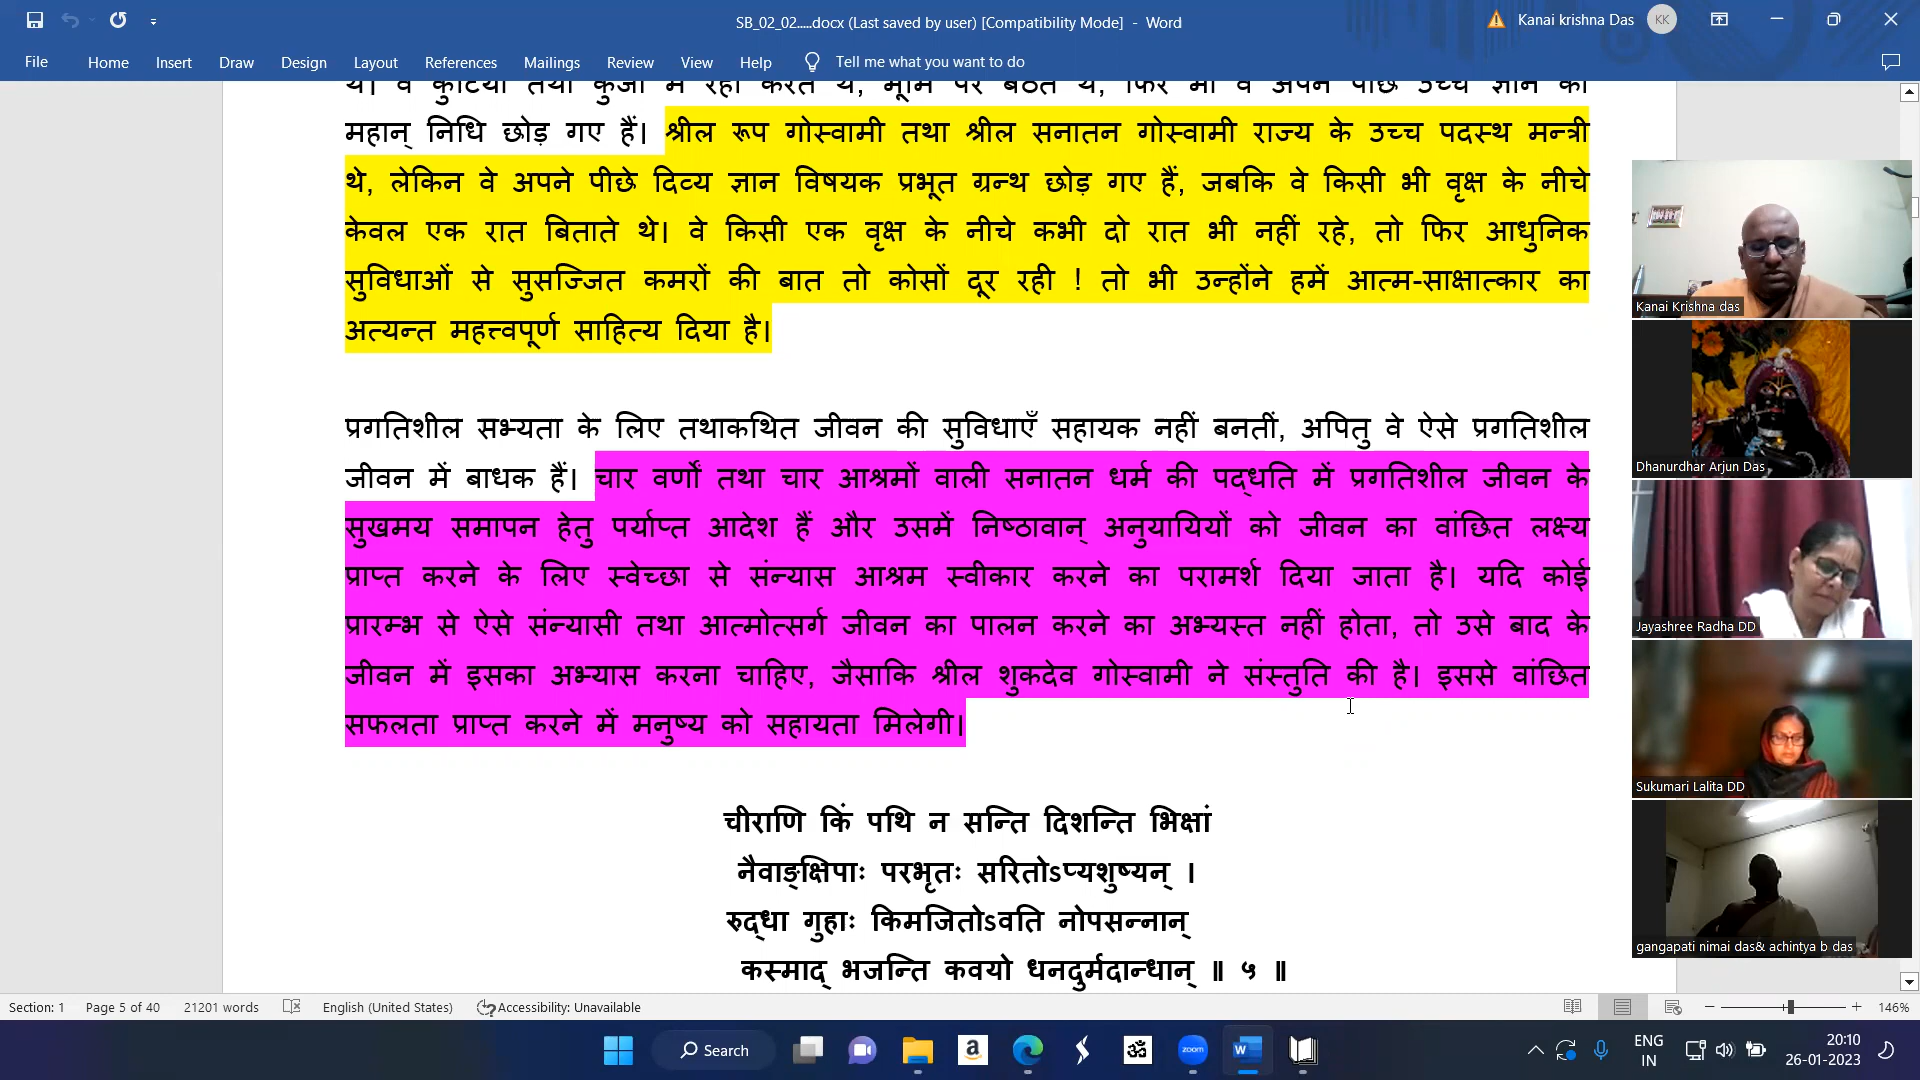 SB_02_02.....docx (Last saved by user) [Compatibility Mode] - Word
Kanai krishna Das
KK
File Home Insert Draw Design Layout References Mailings Review View Help Tell me what you want to do
थे। वे कुटियों तथा कुंजों में रहा करते थे, भूमि पर बैठते थे, फिर भी वे अपने पीछे उच्च ज्ञान की
महान् निधि छोड़ गए हैं। श्रील रूप गोस्वामी तथा श्रील सनातन गोस्वामी राज्य के उच्च पदस्थ मन्त्री
थे, लेकिन वे अपने पीछे दिव्य ज्ञान विषयक प्रभूत ग्रन्थ छोड़ गए हैं, जबकि वे किसी भी वृक्ष के नीचे
केवल एक रात बिताते थे। वे किसी एक वृक्ष के नीचे कभी दो रात भी नहीं रहे, तो फिर आधुनिक
सुविधाओं से सुसज्जित कमरों की बात तो कोसों दूर रही ! तो भी उन्होंने हमें आत्म-साक्षात्कार का
अत्यन्त महत्त्वपूर्ण साहित्य दिया है।
प्रगतिशील सभ्यता के लिए तथाकथित जीवन की सुविधाएँ सहायक नहीं बनतीं, अपितु वे ऐसे प्रगतिशील
जीवन में बाधक हैं। चार वर्णों तथा चार आश्रमों वाली सनातन धर्म की पद्धति में प्रगतिशील जीवन के
सुखमय समापन हेतु पर्याप्त आदेश हैं और उसमें निष्ठावान् अनुयायियों को जीवन का वांछित लक्ष्य
प्राप्त करने के लिए स्वेच्छा से संन्यास आश्रम स्वीकार करने का परामर्श दिया जाता है। यदि कोई
प्रारम्भ से ऐसे संन्यासी तथा आत्मोत्सर्ग जीवन का पालन करने का अभ्यस्त नहीं होता, तो उसे बाद के
जीवन में इसका अभ्यास करना चाहिए, जैसाकि श्रील शुकदेव गोस्वामी ने संस्तुति की है। इससे वांछित
सफलता प्राप्त करने में मनुष्य को सहायता मिलेगी।
चीराणि किं पथि न सन्ति दिशन्ति भिक्षां
नैवाङ्घ्रिपाः परभृतः सरितोऽप्यशुष्यन् ।
रुद्धा गुहाः किमजितोऽवति नोपसन्नान्
कस्माद् भजन्ति कवयो धनदुर्मदान्धान् ॥ ५ ॥
Kanai Krishna das
Dhanurdhar Arjun Das
Jayashree Radha DD
Sukumari Lalita DD
gangapati nimai das& achintya b das
Section: 1 Page 5 of 40 21201 words English (United States) Accessibility: Unavailable 146%
Search
a
zoom
W
ॐ
ENG
IN
20:10
26-01-2023